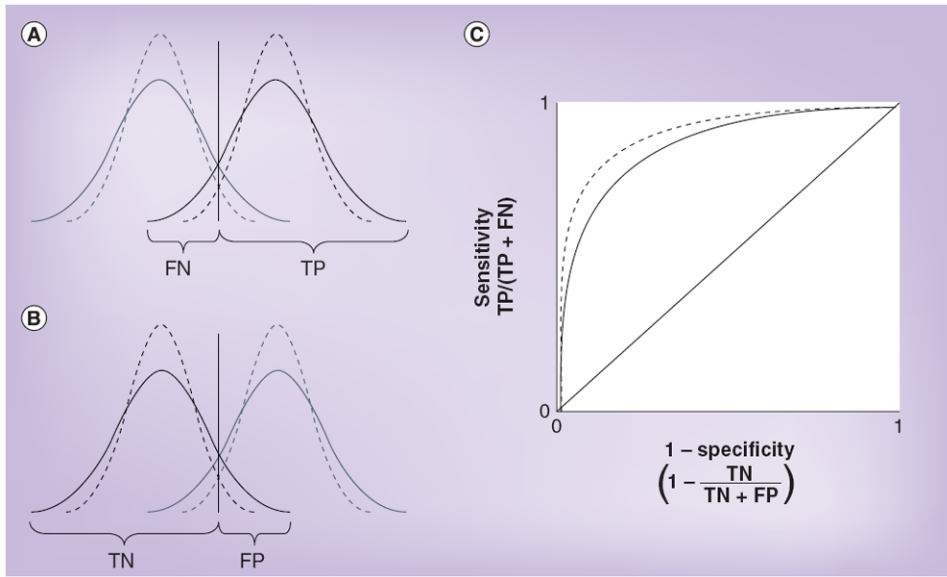 A
FN
TP
B
TN
FP
C
1
Sensitivity
TP/(TP + FN)
0
0
1
1 – specificity
(1 – TN
TN + FP)